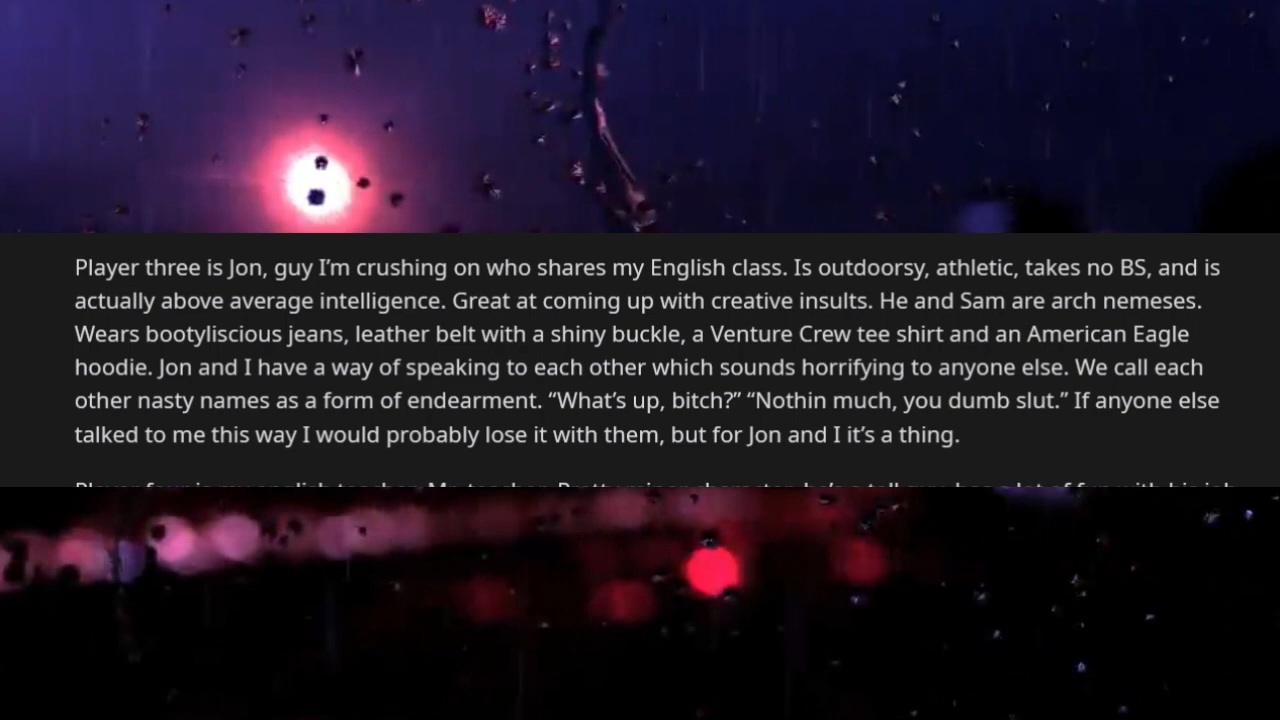 Player three is Jon, guy I’m crushing on who shares my English class. Is outdoorsy, athletic, takes no BS, and is
actually above average intelligence. Great at coming up with creative insults. He and Sam are arch nemeses.
Wears bootyliscious jeans, leather belt with a shiny buckle, a Venture Crew tee shirt and an American Eagle
hoodie. Jon and I have a way of speaking to each other which sounds horrifying to anyone else. We call each
other nasty names as a form of endearment. “What’s up, bitch?” “Nothin much, you dumb slut.” If anyone else
talked to me this way I would probably lose it with them, but for Jon and I it’s a thing.